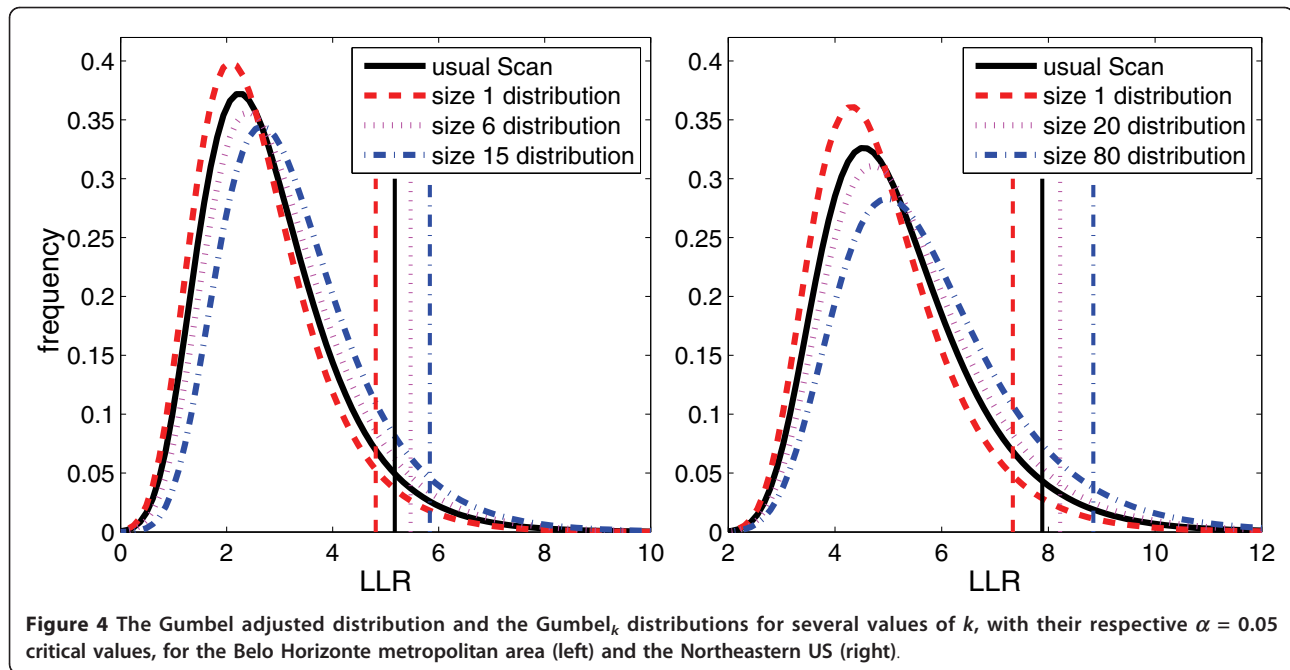 0.4
0.35
0.3
0.25
0.2
0.15
0.1
0.05
0
frequency
0 2 4 6 8 10
LLR
usual Scan
size 1 distribution
size 6 distribution
size 15 distribution
0.4
0.35
0.3
0.25
0.2
0.15
0.1
0.05
0
2 4 6 8 10 12
LLR
usual Scan
size 1 distribution
size 20 distribution
size 80 distribution
Figure 4 The Gumbel adjusted distribution and the Gumbelₖ distributions for several values of k, with their respective α = 0.05
critical values, for the Belo Horizonte metropolitan area (left) and the Northeastern US (right).